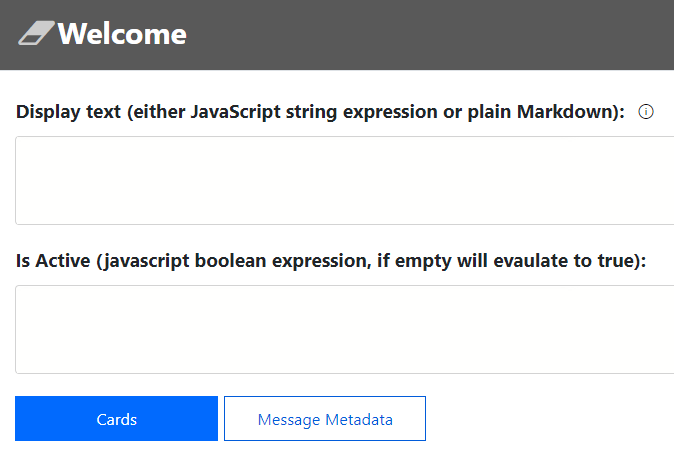 Welcome
Display text (either JavaScript string expression or plain Markdown):
Is Active (javascript boolean expression, if empty will evaulate to true):
Cards
Message Metadata